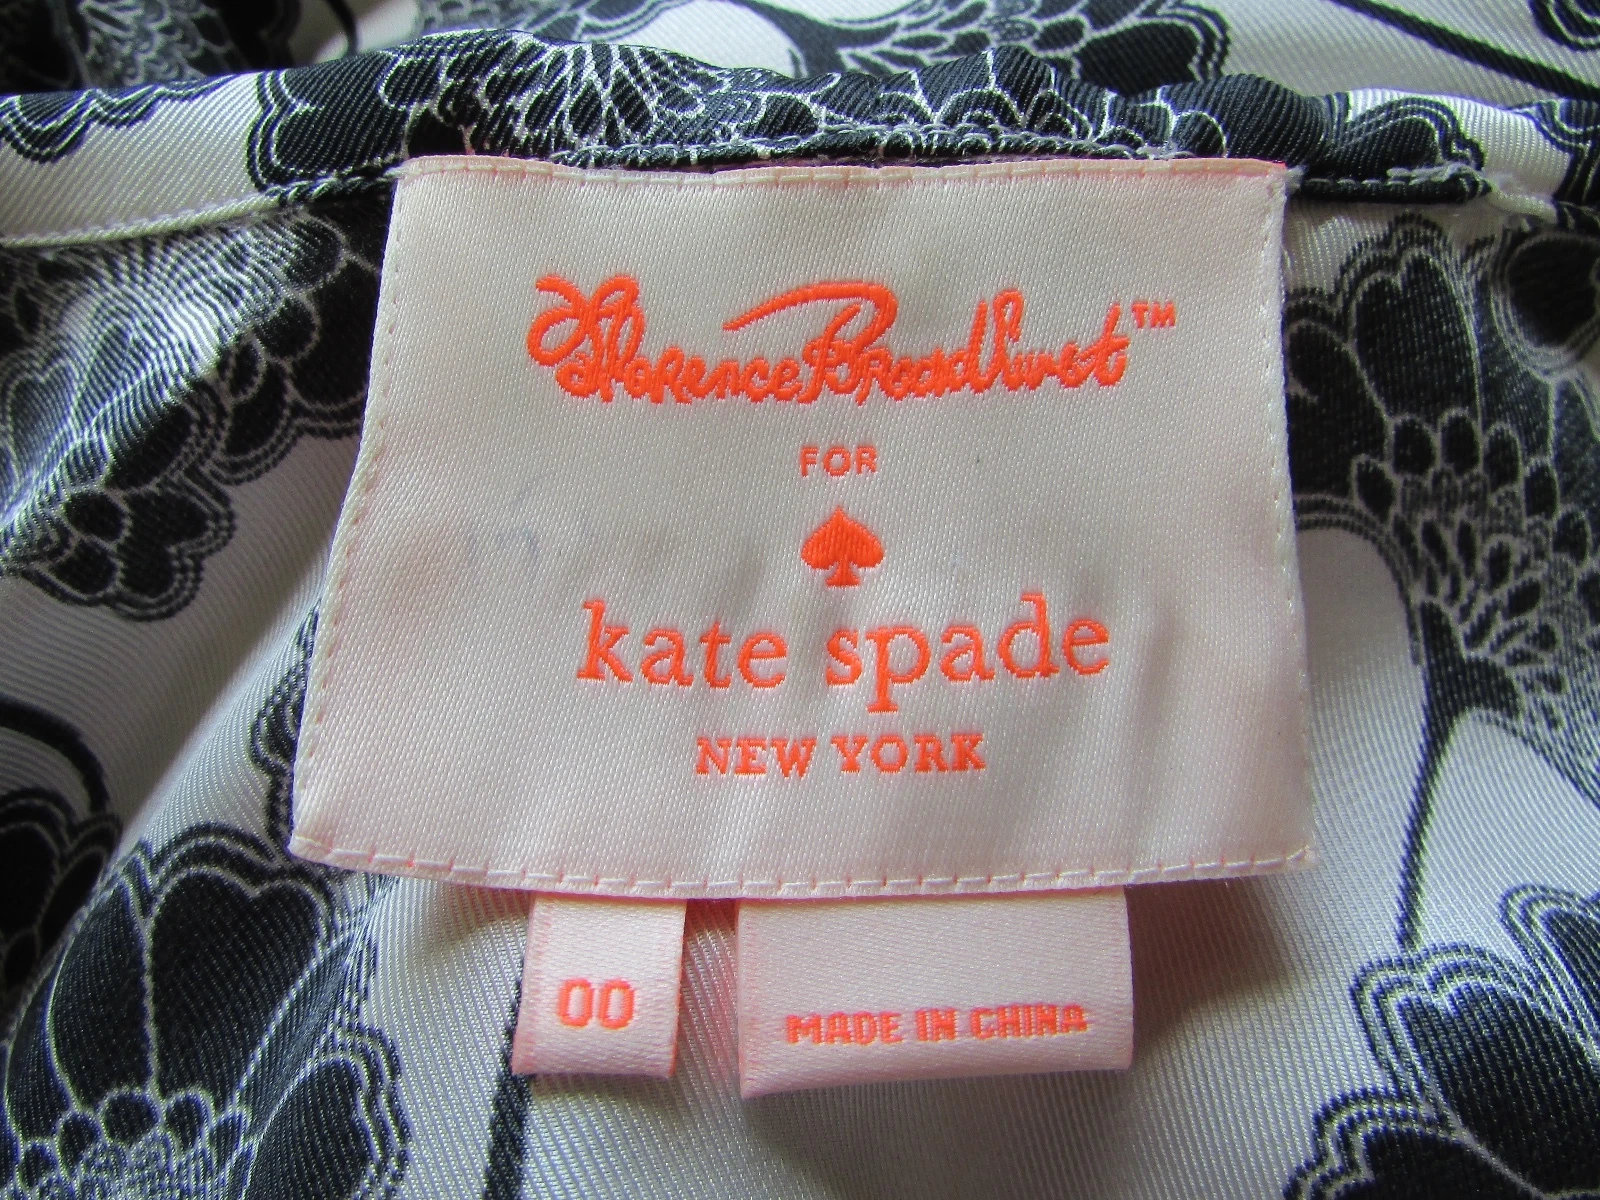 Florence Broadhurst™
FOR
kate spade
NEW YORK
00
MADE IN CHINA